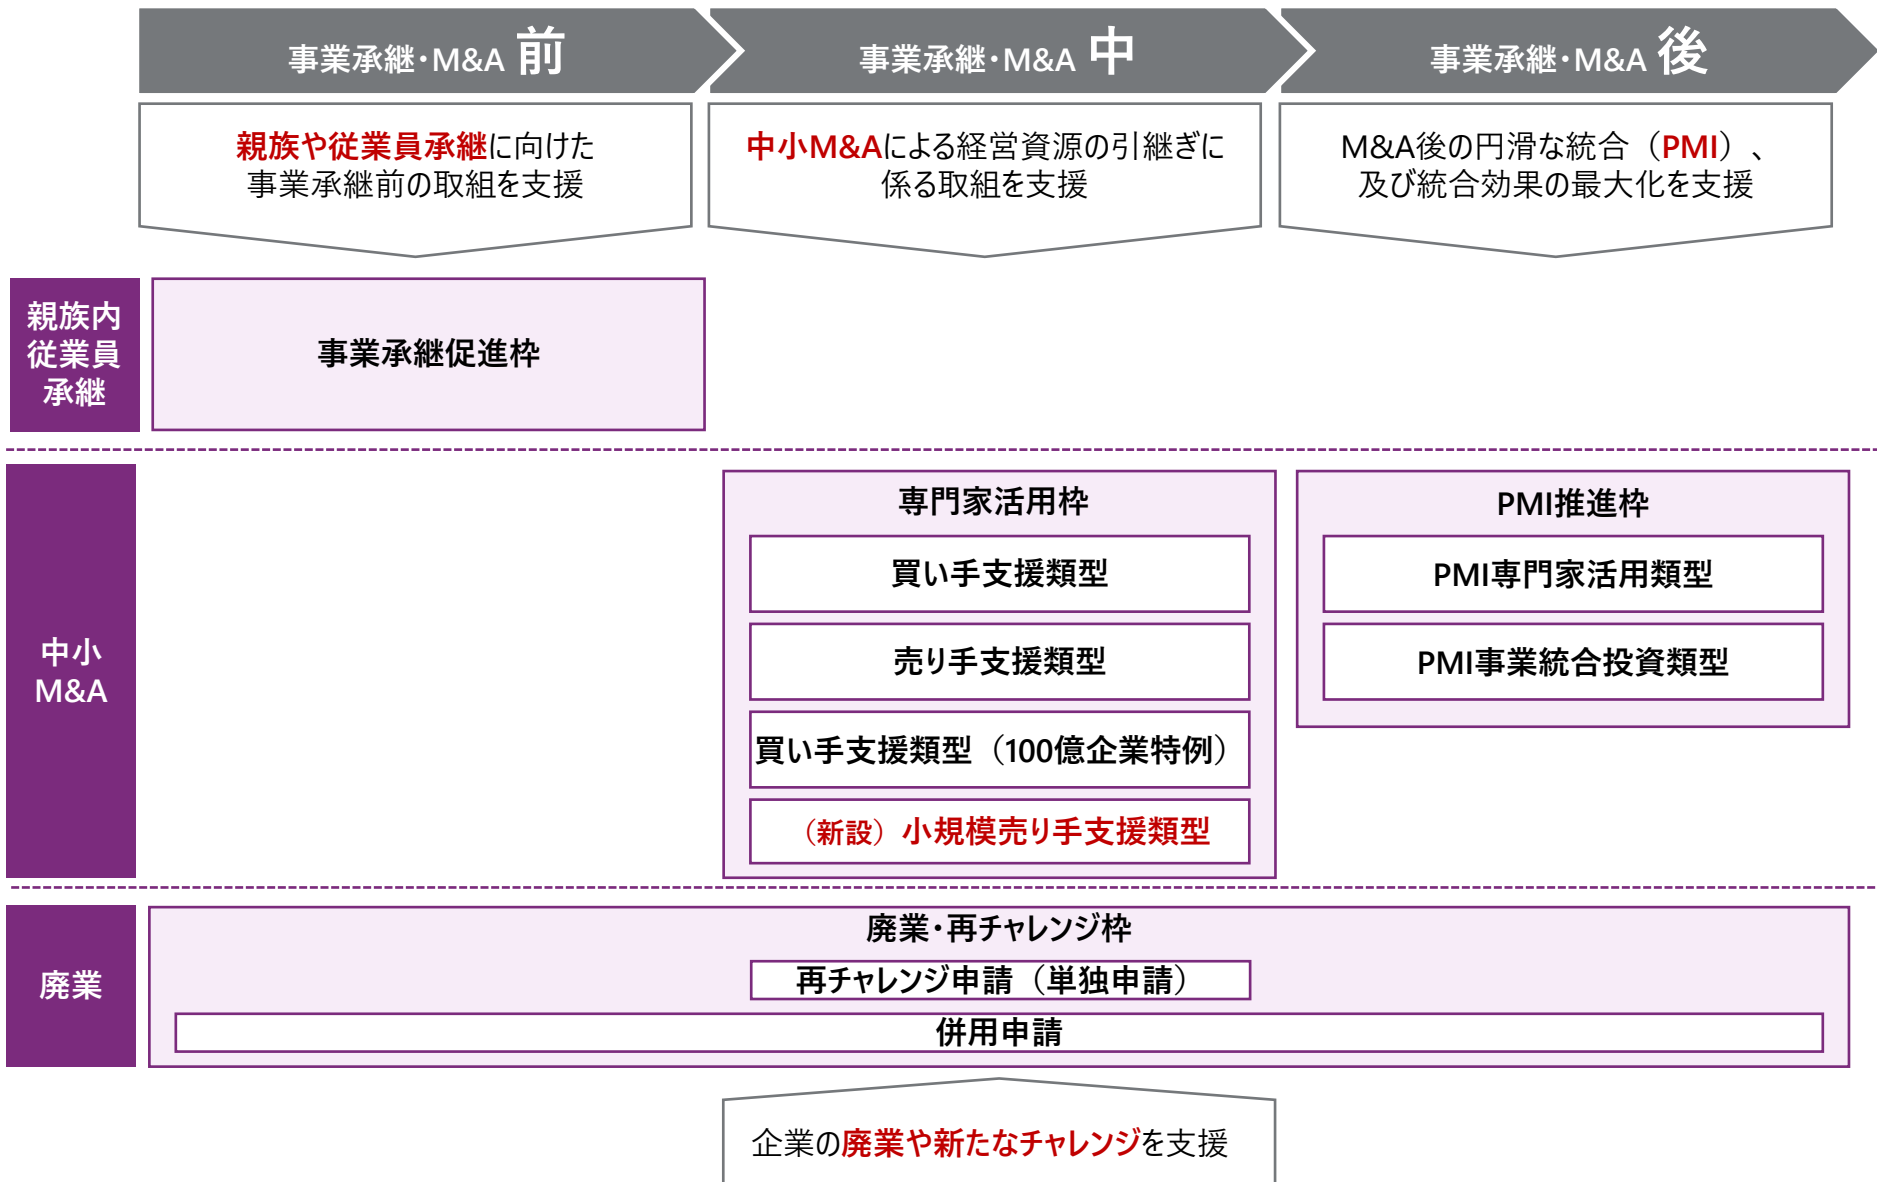 事業承継・M&A 前
事業承継・M&A 中
事業承継・M&A 後
親族や従業員承継に向けた
事業承継前の取組を支援
中小M&Aによる経営資源の引継ぎに
係る取組を支援
M&A後の円滑な統合（PMI）、
及び統合効果の最大化を支援
親族内
従業員
承継
事業承継促進枠
中小
M&A
専門家活用枠
買い手支援類型
売り手支援類型
買い手支援類型（100億企業特例）
（新設）小規模売り手支援類型
PMI推進枠
PMI専門家活用類型
PMI事業統合投資類型
廃業
廃業・再チャレンジ枠
再チャレンジ申請（単独申請）
併用申請
企業の廃業や新たなチャレンジを支援